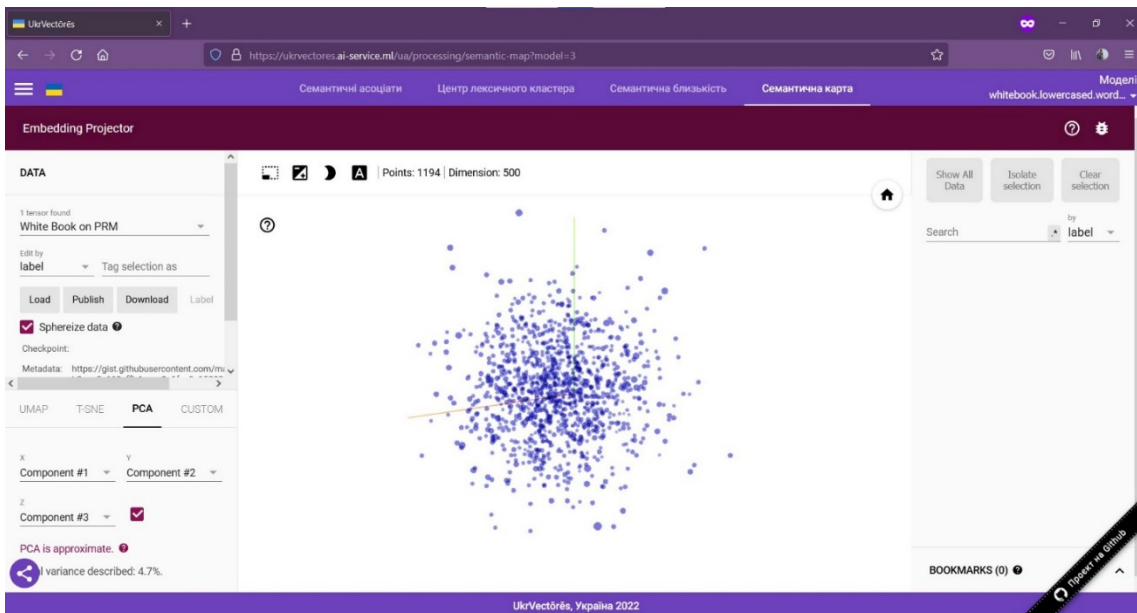 UkrVectōrēs
https://ukrvectores.ai-service.ml/ua/processing/semantic-map?model=3
Семантичні асоціати Центр лексичного кластера Семантична близькість Семантична карта
Моделі
whitebook.lowercased.word...
Embedding Projector
DATA
Points: 1194 Dimension: 500
Show All Data
Isolate selection
Clear selection
1 tensor found
White Book on PRM
by
Search .* label
Edit by
label Tag selection as
Load Publish Download Label
Sphereize data
Checkpoint:
Metadata: https://gist.githubusercontent.com/
UMAP T-SNE PCA CUSTOM
X Y
Component #1 Component #2
Z
Component #3
PCA is approximate.
variance described: 4.7%.
BOOKMARKS (0)
Проєкт на Github
UkrVectōrēs, Україна 2022